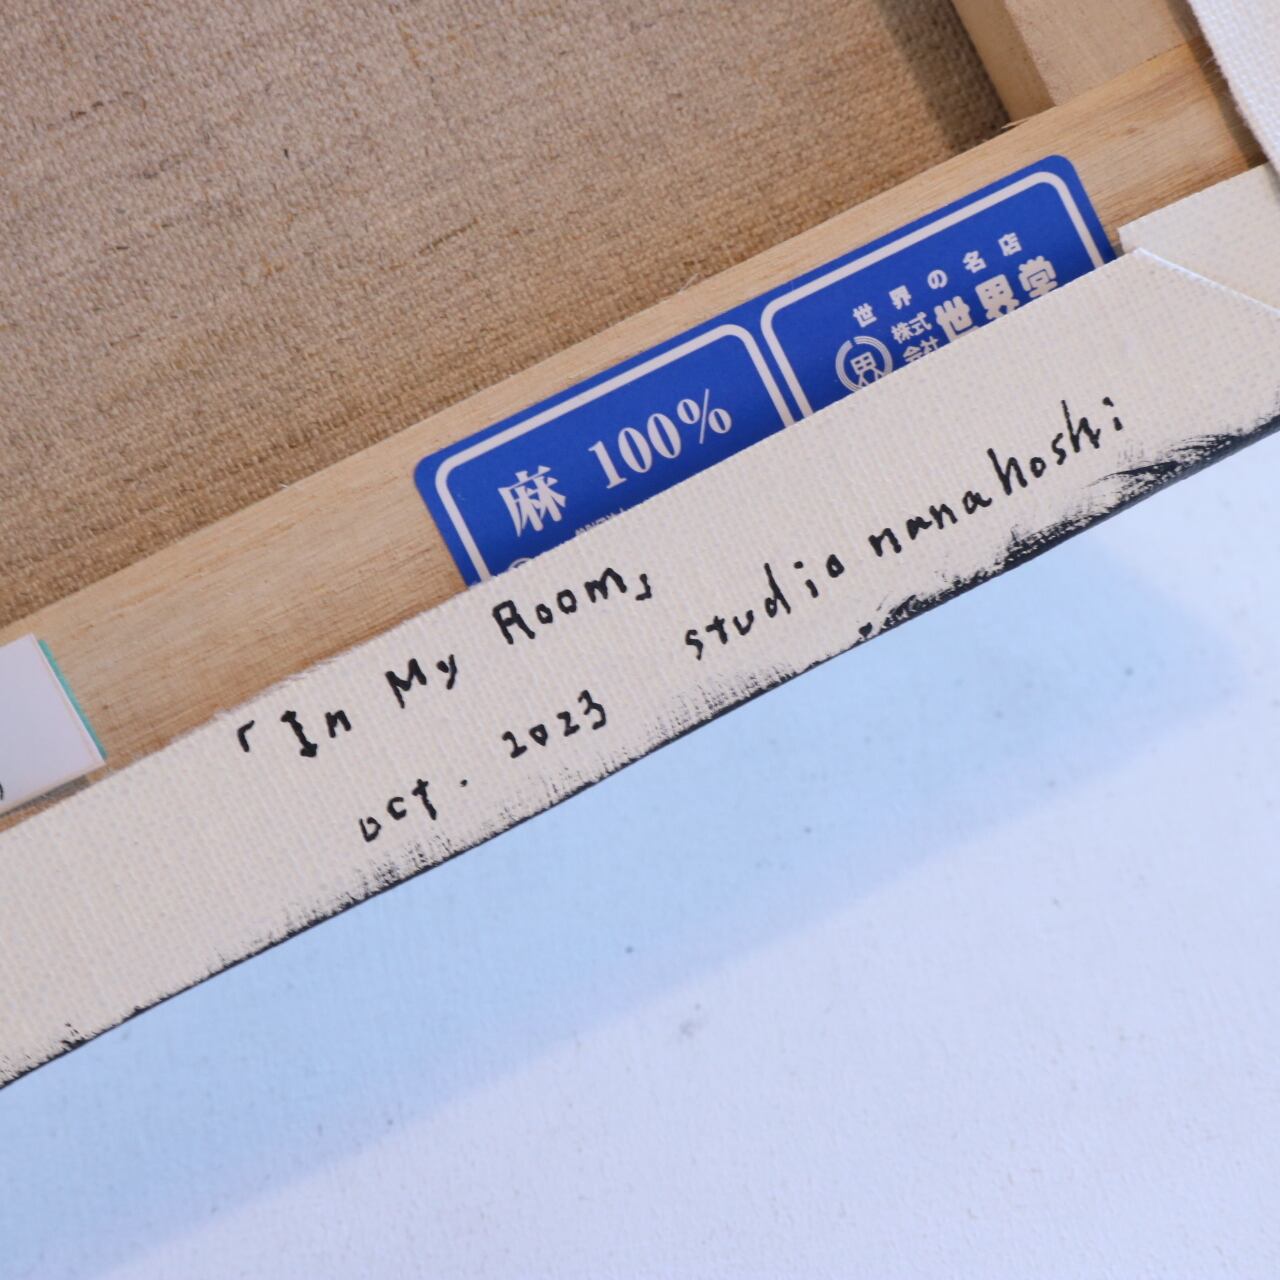 世界の名店
株式会社 世界堂
麻 100%
「In My Room」
oct. 2023 studio nanahoshi